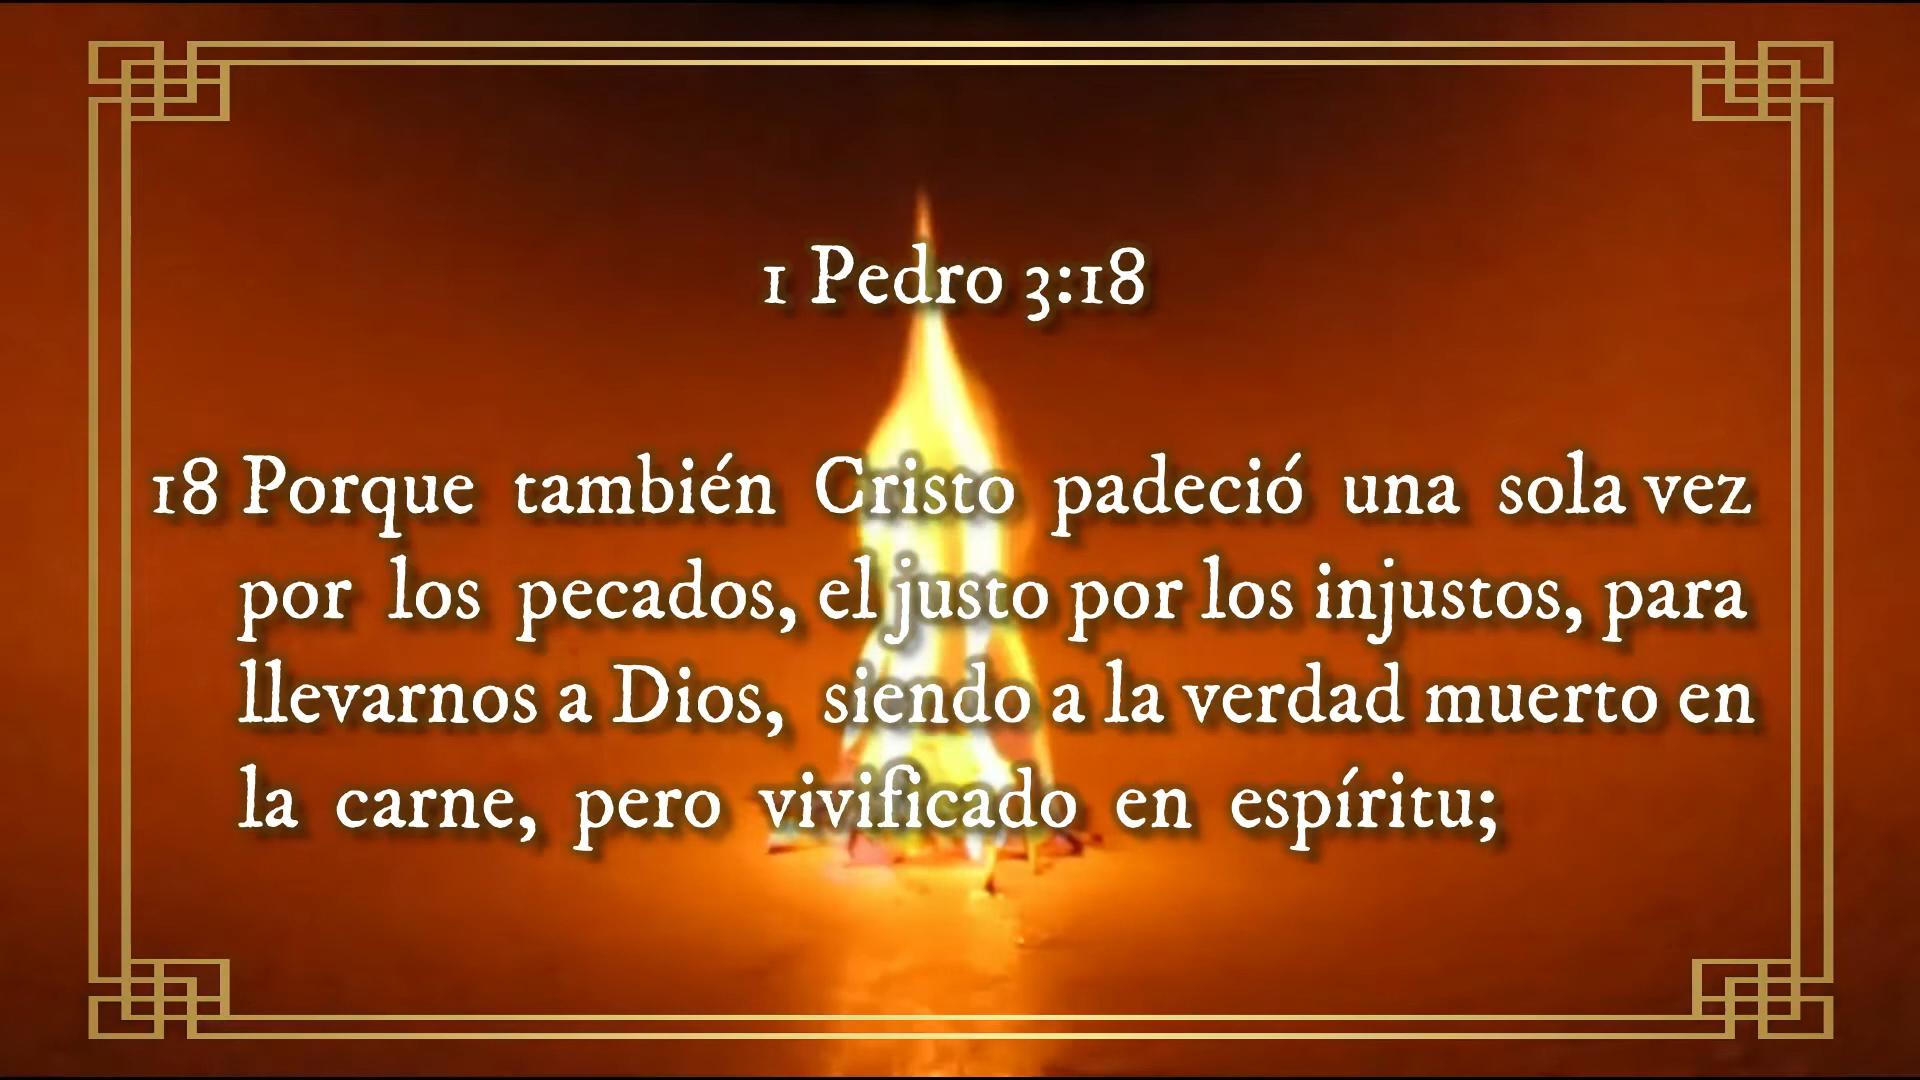 1 Pedro 3:18
18 Porque también Cristo padeció una sola vez
por los pecados, el justo por los injustos, para
llevarnos a Dios, siendo a la verdad muerto en
la carne, pero vivificado en espíritu;